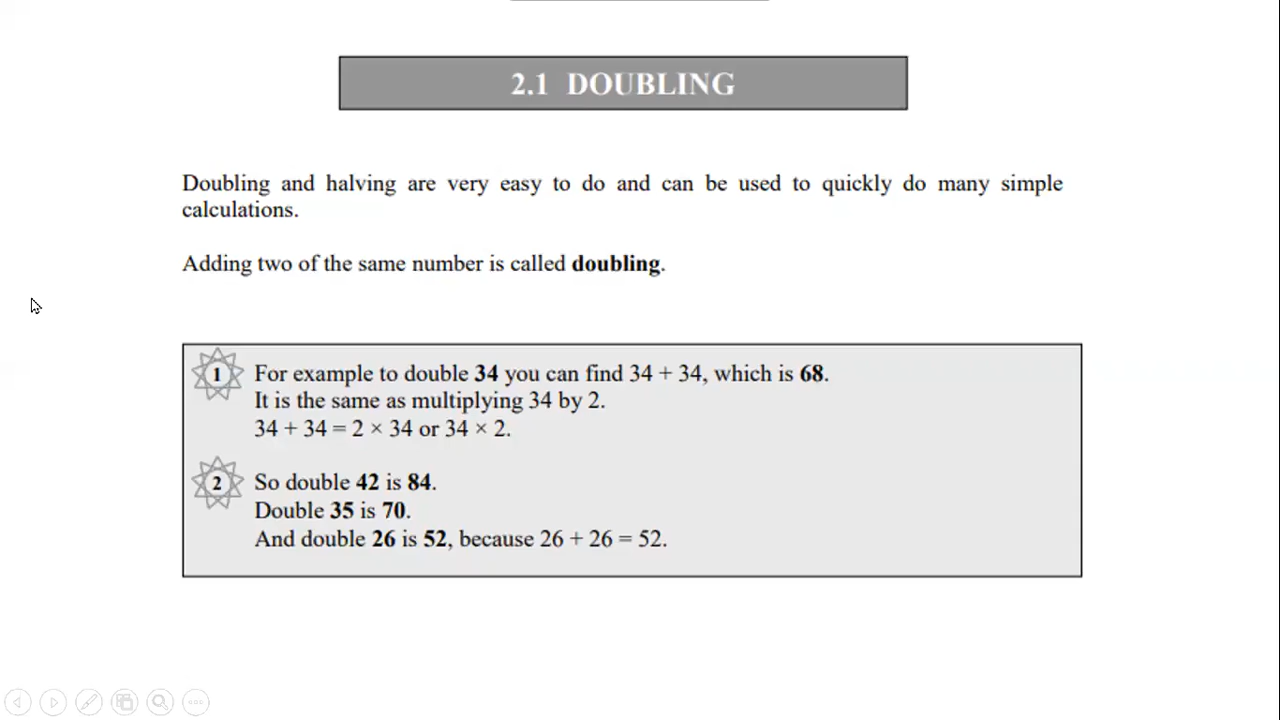 2.1 DOUBLING
Doubling and halving are very easy to do and can be used to quickly do many simple
calculations.
Adding two of the same number is called doubling.
1 For example to double 34 you can find 34 + 34, which is 68.
It is the same as multiplying 34 by 2.
34 + 34 = 2 × 34 or 34 × 2.
2 So double 42 is 84.
Double 35 is 70.
And double 26 is 52, because 26 + 26 = 52.